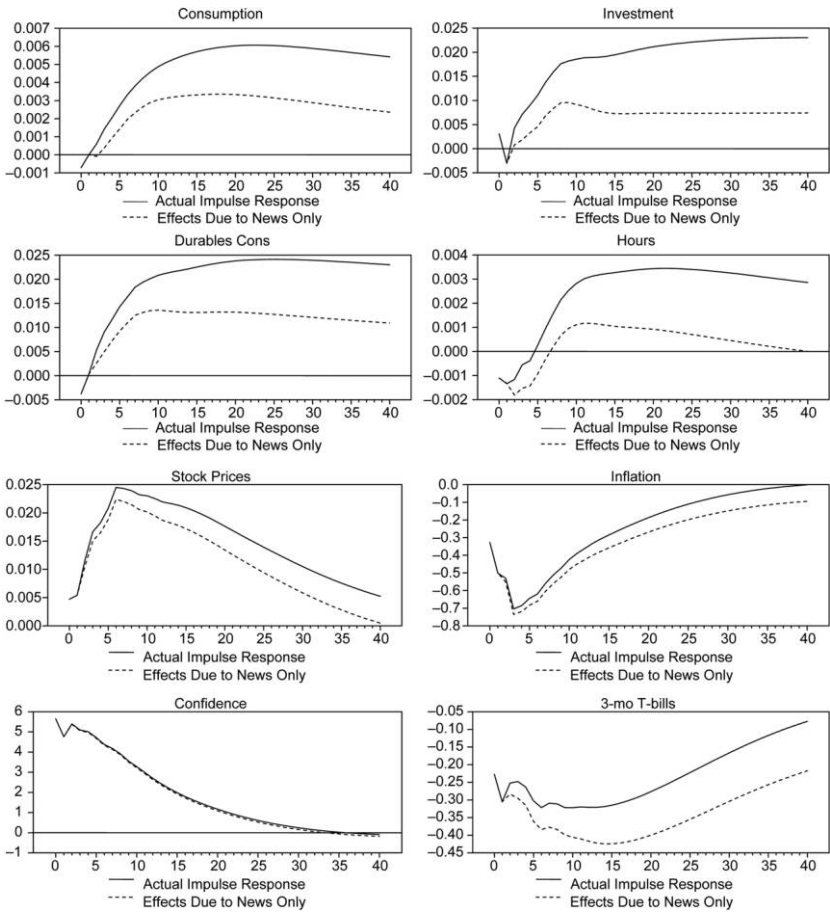 Consumption
0.007
0.006
0.005
0.004
0.003
0.002
0.001
0.000
–0.001
0 5 10 15 20 25 30 35 40
Actual Impulse Response
Effects Due to News Only
Investment
0.025
0.020
0.015
0.010
0.005
0.000
–0.005
0 5 10 15 20 25 30 35 40
Actual Impulse Response
Effects Due to News Only
Durables Cons
0.025
0.020
0.015
0.010
0.005
0.000
–0.005
0 5 10 15 20 25 30 35 40
Actual Impulse Response
Effects Due to News Only
Hours
0.004
0.003
0.002
0.001
0.000
–0.001
–0.002
0 5 10 15 20 25 30 35 40
Actual Impulse Response
Effects Due to News Only
Stock Prices
0.025
0.020
0.015
0.010
0.005
0.000
0 5 10 15 20 25 30 35 40
Actual Impulse Response
Effects Due to News Only
Inflation
0.0
–0.1
–0.2
–0.3
–0.4
–0.5
–0.6
–0.7
–0.8
0 5 10 15 20 25 30 35 40
Actual Impulse Response
Effects Due to News Only
Confidence
6
5
4
3
2
1
0
–1
0 5 10 15 20 25 30 35 40
Actual Impulse Response
Effects Due to News Only
3-mo T-bills
–0.05
–0.10
–0.15
–0.20
–0.25
–0.30
–0.35
–0.40
–0.45
0 5 10 15 20 25 30 35 40
Actual Impulse Response
Effects Due to News Only